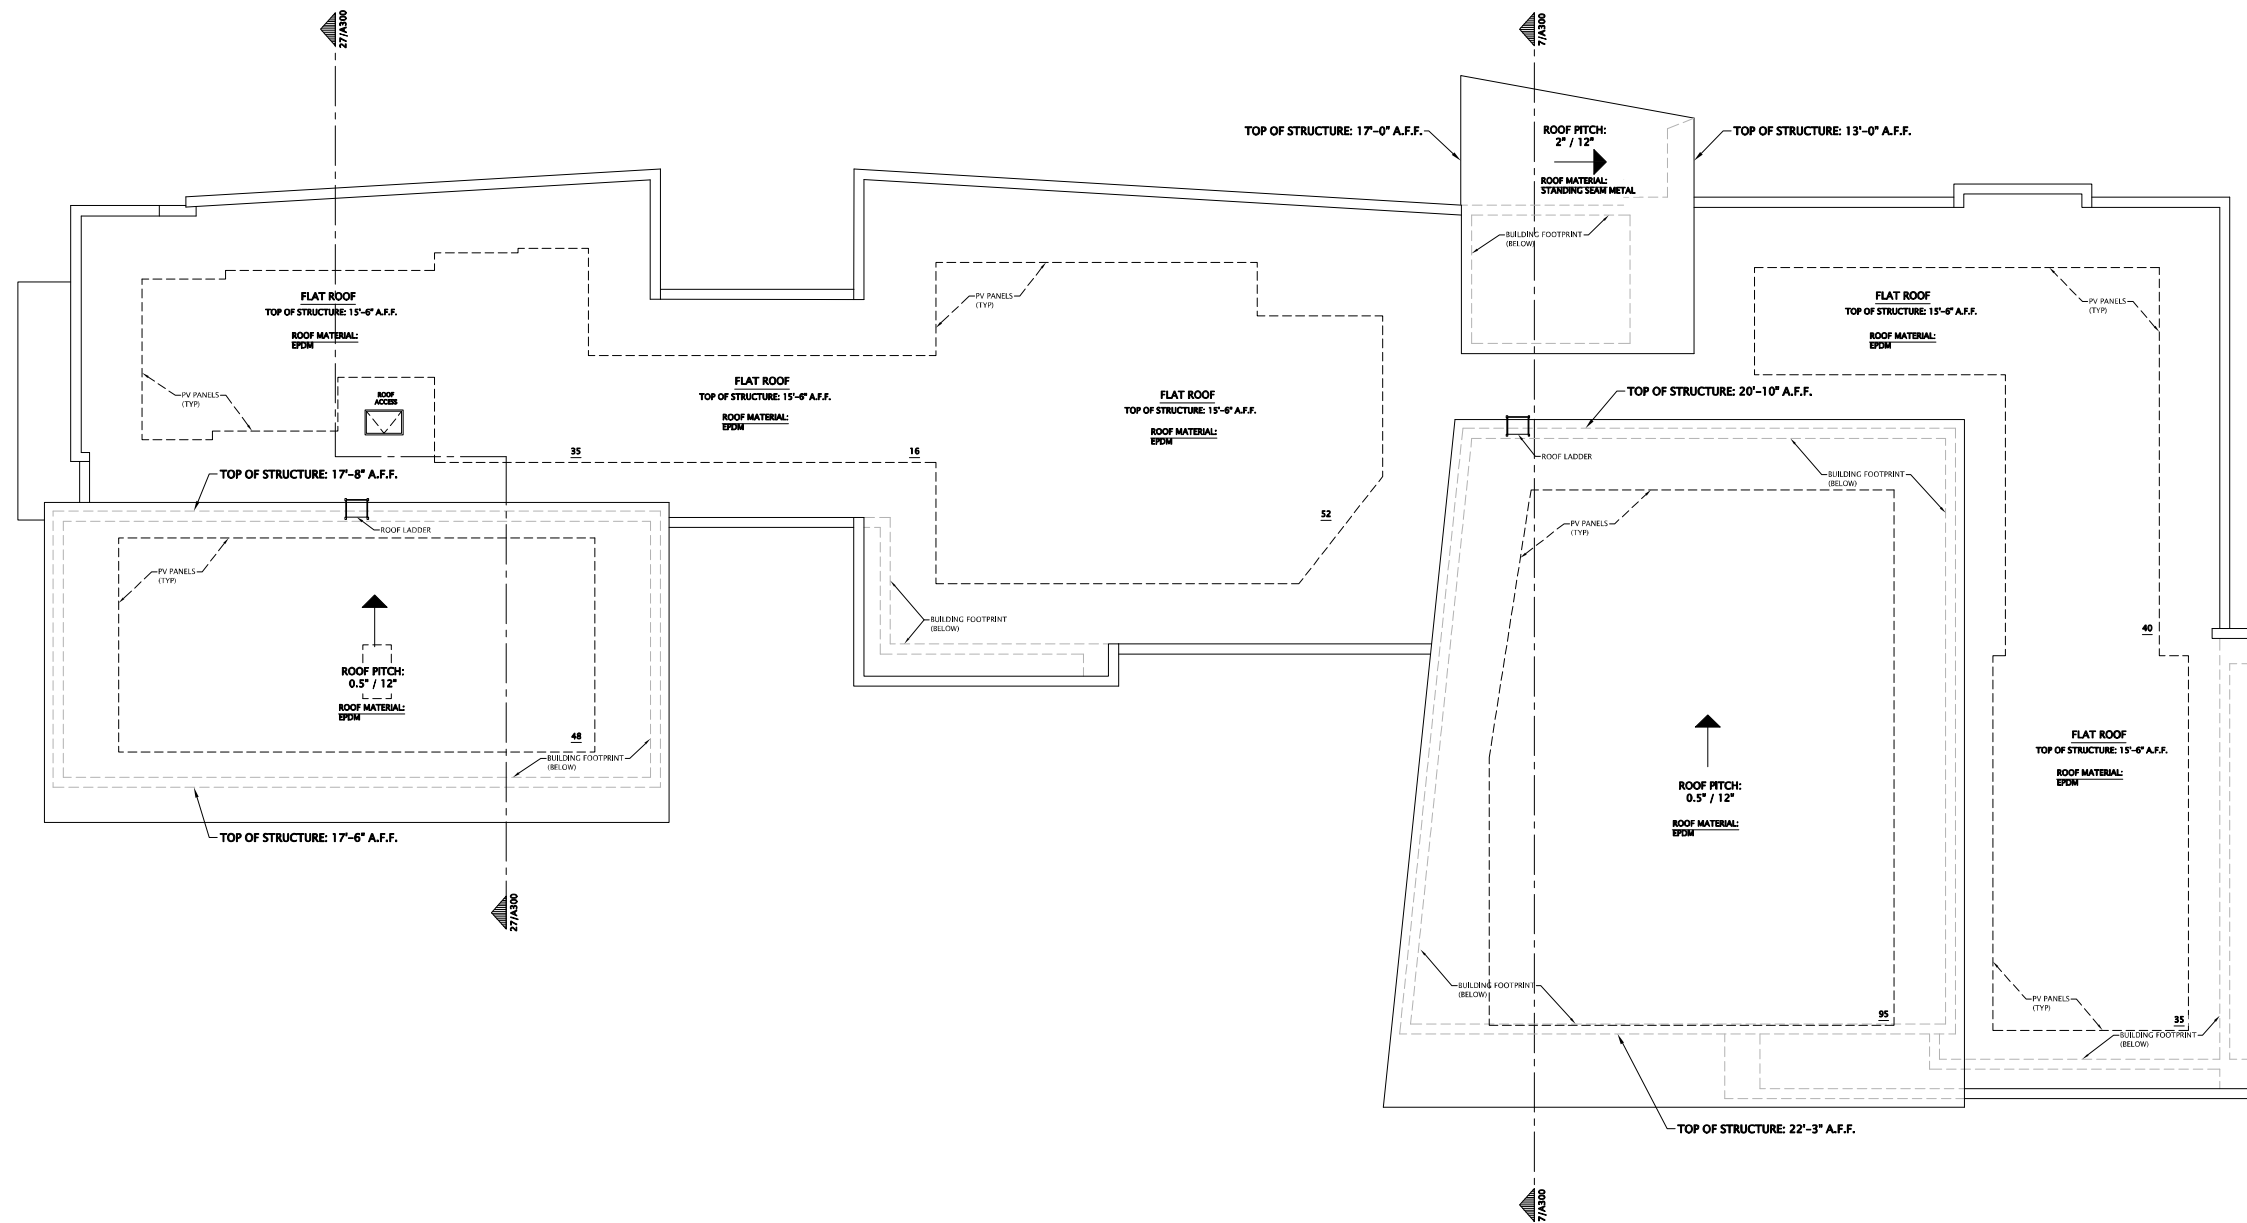 27/A300
7/A300
TOP OF STRUCTURE: 17'-0" A.F.F.
ROOF PITCH:
2" / 12"
TOP OF STRUCTURE: 13'-0" A.F.F.
ROOF MATERIAL:
STANDING SEAM METAL
BUILDING FOOTPRINT
(BELOW)
FLAT ROOF
TOP OF STRUCTURE: 15'-6" A.F.F.
ROOF MATERIAL:
EPDM
PV PANELS
(TYP)
FLAT ROOF
TOP OF STRUCTURE: 15'-6" A.F.F.
ROOF MATERIAL:
EPDM
PV PANELS
(TYP)
PV PANELS
(TYP)
ROOF
ACCESS
FLAT ROOF
TOP OF STRUCTURE: 15'-6" A.F.F.
ROOF MATERIAL:
EPDM
FLAT ROOF
TOP OF STRUCTURE: 15'-6" A.F.F.
ROOF MATERIAL:
EPDM
TOP OF STRUCTURE: 20'-10" A.F.F.
35
16
ROOF LADDER
TOP OF STRUCTURE: 17'-8" A.F.F.
BUILDING FOOTPRINT
(BELOW)
52
ROOF LADDER
PV PANELS
(TYP)
PV PANELS
(TYP)
BUILDING FOOTPRINT
(BELOW)
40
ROOF PITCH:
0.5" / 12"
ROOF MATERIAL:
EPDM
48
BUILDING FOOTPRINT
(BELOW)
FLAT ROOF
TOP OF STRUCTURE: 15'-6" A.F.F.
ROOF MATERIAL:
EPDM
ROOF PITCH:
0.5" / 12"
ROOF MATERIAL:
EPDM
TOP OF STRUCTURE: 17'-6" A.F.F.
27/A300
BUILDING FOOTPRINT
(BELOW)
PV PANELS
(TYP)
95
35
BUILDING FOOTPRINT
(BELOW)
TOP OF STRUCTURE: 22'-3" A.F.F.
7/A300